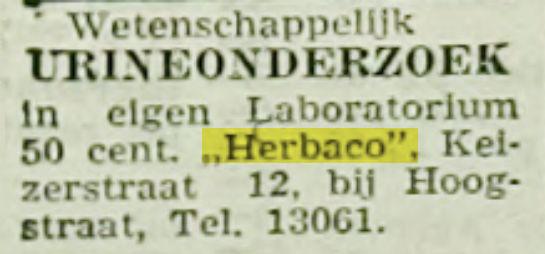 Wetenschappelijk
URINEONDERZOEK
in eigen Laboratorium
50 cent. „Herbaco”, Kei-
zerstraat 12, bij Hoog-
straat, Tel. 13061.